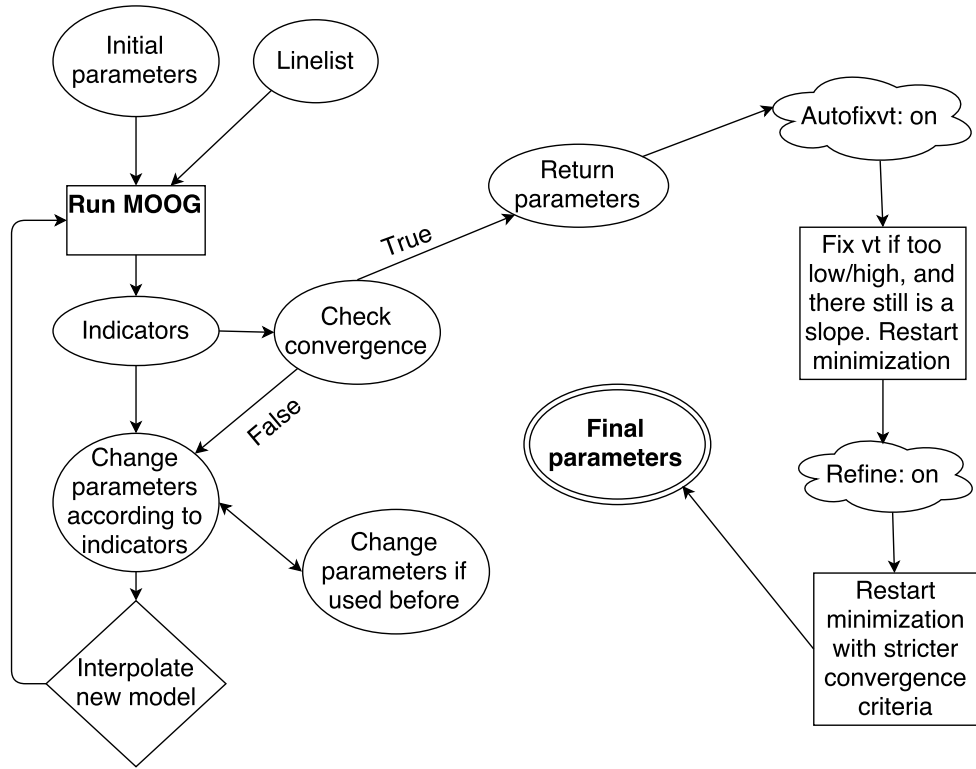 Initial
parameters
Linelist
Run MOOG
Indicators
Check
convergence
True
False
Return
parameters
Autofixvt: on
Fix vt if too
low/high, and
there still is a
slope. Restart
minimization
Refine: on
Restart
minimization
with stricter
convergence
criteria
Final
parameters
Change
parameters
according to
indicators
Change
parameters if
used before
Interpolate
new model